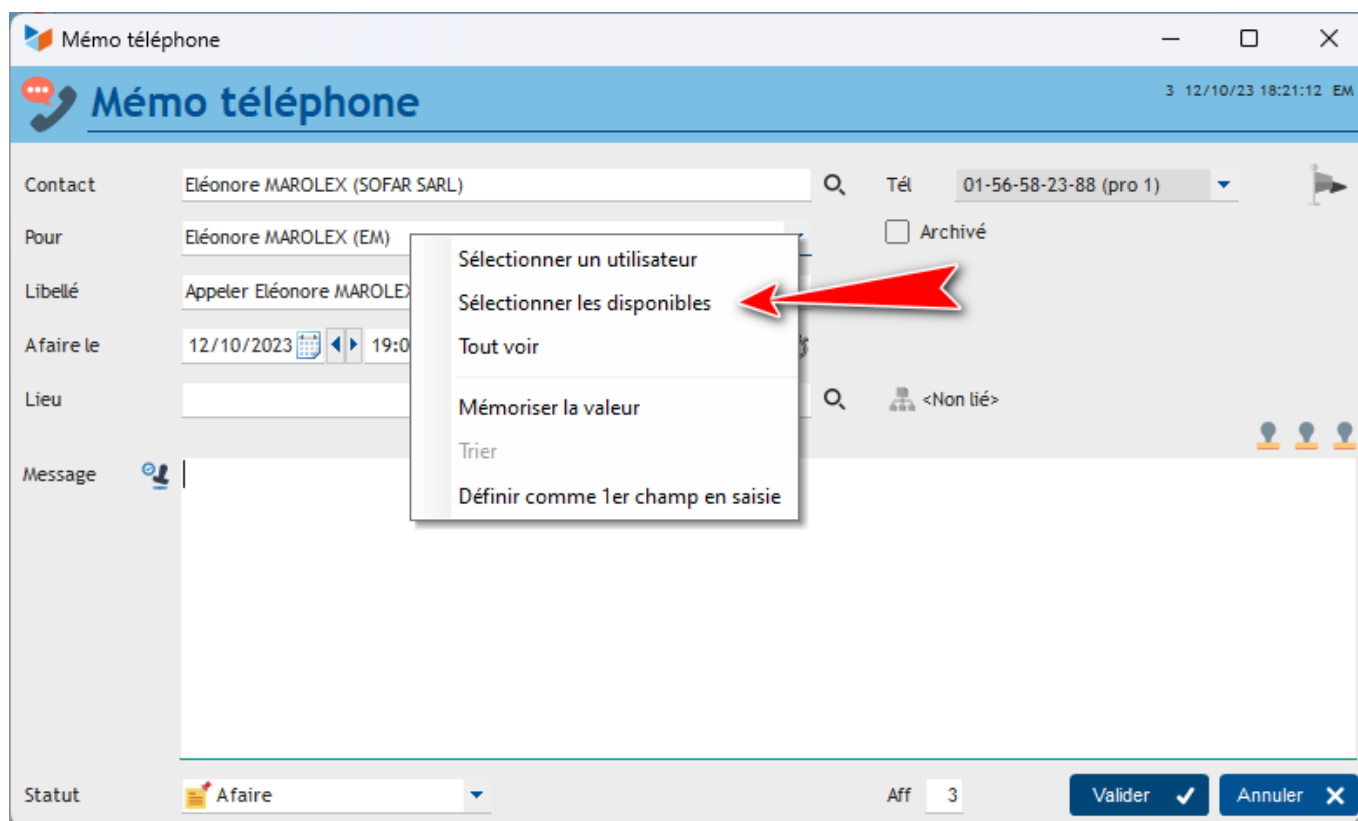 Mémo téléphone
Mémo téléphone
3 12/10/23 18:21:12 EM
Contact Eléonore MAROLEX (SOFAR SARL) Tél 01-56-58-23-88 (pro 1)
Pour Eléonore MAROLEX (EM) Archivé
Sélectionner un utilisateur
Libellé Appeler Eléonore MAROLEX
Sélectionner les disponibles
Afaire le 12/10/2023 19:0
Tout voir
Lieu <Non lié>
Mémoriser la valeur
Trier
Message
Définir comme 1er champ en saisie
Statut Afaire Aff 3 Valider Annuler